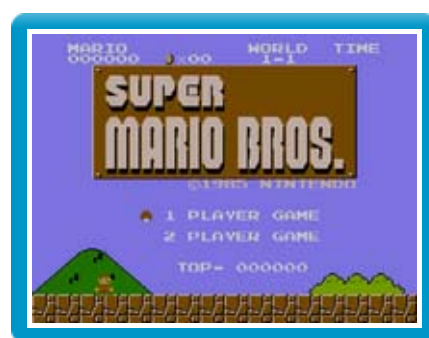 MARIO WORLD TIME
000000 ×00 1-1
SUPER
MARIO BROS.
©1985 NINTENDO
1 PLAYER GAME
2 PLAYER GAME
TOP- 000000